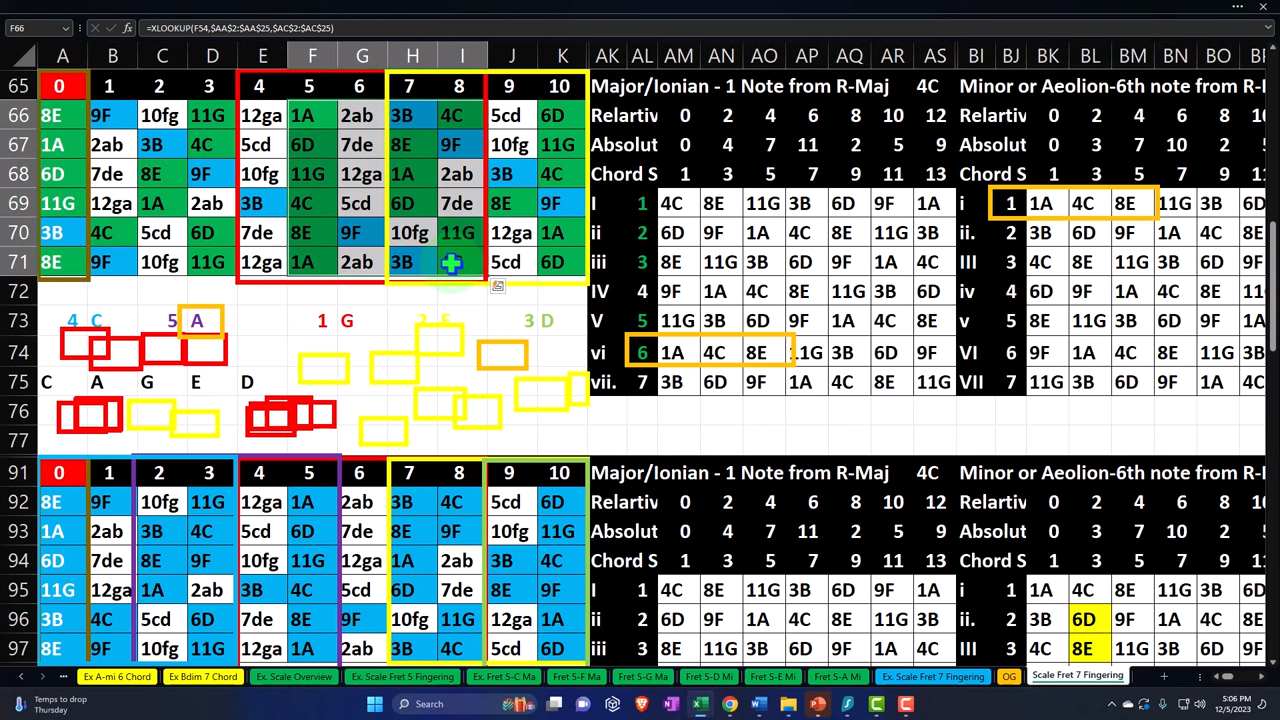 F66 fx =XLOOKUP(F54,$AA$2:$AA$25,$AC$2:$AC$25)
A B C D E F G H I J K AK AL AM AN AO AP AQ AR AS BI BJ BK BL BM BN BO
65 0 1 2 3 4 5 6 7 8 9 10 Major/Ionian - 1 Note from R-Maj 4C Minor or Aeolion-6th note from R-
66 8E 9F 10fg 11G 12ga 1A 2ab 3B 4C 5cd 6D Relartiv 0 2 4 6 8 10 12 Relartiv 0 2 4 6 8
67 1A 2ab 3B 4C 5cd 6D 7de 8E 9F 10fg 11G Absolut 0 4 7 11 2 5 9 Absolut 0 3 7 10 2
68 6D 7de 8E 9F 10fg 11G 12ga 1A 2ab 3B 4C Chord S 1 3 5 7 9 11 13 Chord S 1 3 5 7 9
69 11G 12ga 1A 2ab 3B 4C 5cd 6D 7de 8E 9F I 1 4C 8E 11G 3B 6D 9F 1A i 1 1A 4C 8E 11G 3B
70 3B 4C 5cd 6D 7de 8E 9F 10fg 11G 12ga 1A ii 2 6D 9F 1A 4C 8E 11G 3B ii. 2 3B 6D 9F 1A 4C
71 8E 9F 10fg 11G 12ga 1A 2ab 3B 5cd 6D iii 3 8E 11G 3B 6D 9F 1A 4C III 3 4C 8E 11G 3B 6D
72 IV 4 9F 1A 4C 8E 11G 3B 6D iv 4 6D 9F 1A 4C 8E
73 4 C 5 A 1 G 3 D V 5 11G 3B 6D 9F 1A 4C 8E v 5 8E 11G 3B 6D 9F
74 vi 6 1A 4C 8E 11G 3B 6D 9F VI 6 9F 1A 4C 8E 11G
75 C A G E D vii. 7 3B 6D 9F 1A 4C 8E 11G VII 7 11G 3B 6D 9F 1A
76
77
91 0 1 2 3 4 5 6 7 8 9 10 Major/Ionian - 1 Note from R-Maj 4C Minor or Aeolion-6th note from R-
92 8E 9F 10fg 11G 12ga 1A 2ab 3B 4C 5cd 6D Relartiv 0 2 4 6 8 10 12 Relartiv 0 2 4 6 8
93 1A 2ab 3B 4C 5cd 6D 7de 8E 9F 10fg 11G Absolut 0 4 7 11 2 5 9 Absolut 0 3 7 10 2
94 6D 7de 8E 9F 10fg 11G 12ga 1A 2ab 3B 4C Chord S 1 3 5 7 9 11 13 Chord S 1 3 5 7 9
95 11G 12ga 1A 2ab 3B 4C 5cd 6D 7de 8E 9F I 1 4C 8E 11G 3B 6D 9F 1A i 1 1A 4C 8E 11G 3B
96 3B 4C 5cd 6D 7de 8E 9F 10fg 11G 12ga 1A ii 2 6D 9F 1A 4C 8E 11G 3B ii. 2 3B 6D 9F 1A 4C
97 8E 9F 10fg 11G 12ga 1A 2ab 3B 4C 5cd 6D iii 3 8E 11G 3B 6D 9F 1A 4C III 3 4C 8E 11G 3B 6D
Ex A-mi 6 Chord Ex Bdim 7 Chord Ex. Scale Overview Ex. Scale Fret 5 Fingering Ex. Fret 5-C Ma Fret 5-F Ma Fret 5-G Ma Fret 5-D Mi Fret 5-E Mi Fret 5-A Mi Ex. Scale Fret 7 Fingering OG Scale Fret 7 Fingering
Temps to drop Search 5:06 PM
Thursday 12/5/2023